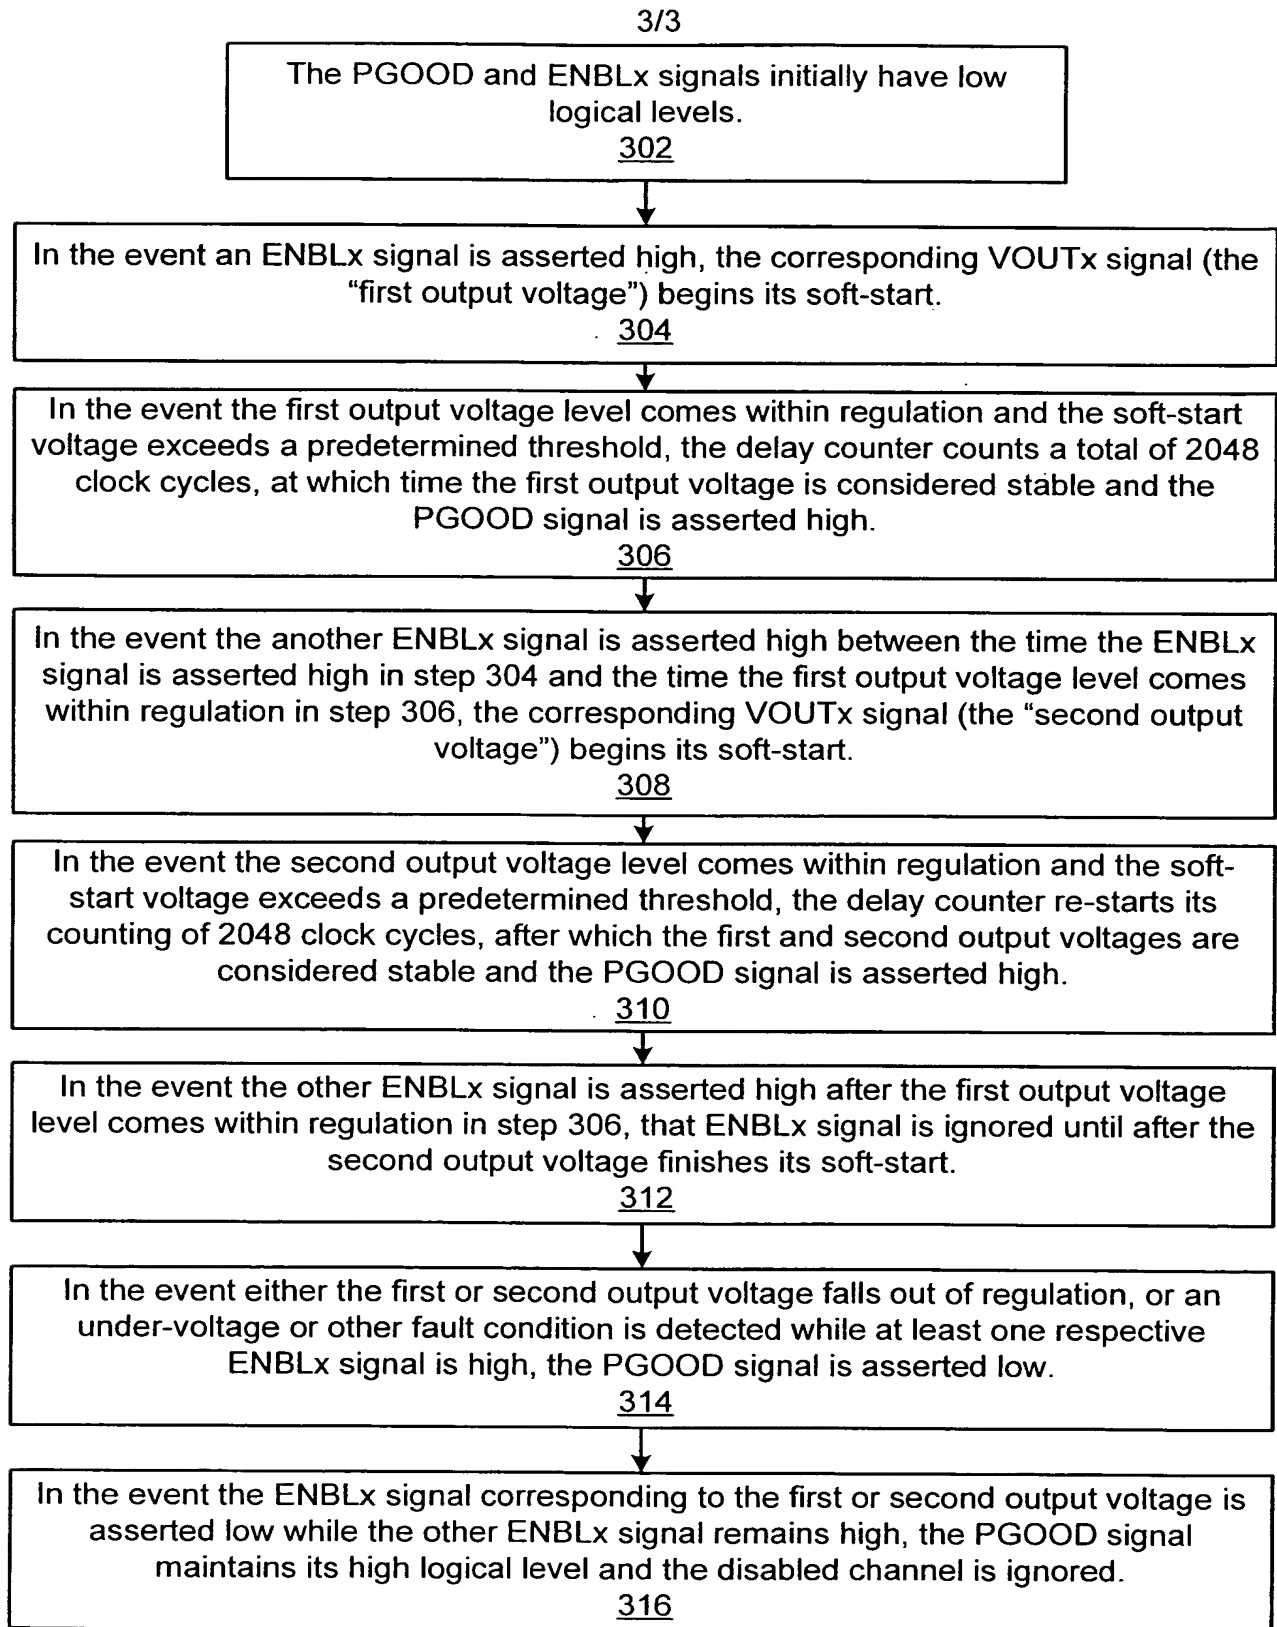 3/3
The PGOOD and ENBLx signals initially have low
logical levels.
302
In the event an ENBLx signal is asserted high, the corresponding VOUTx signal (the
“first output voltage”) begins its soft-start.
304
In the event the first output voltage level comes within regulation and the soft-start
voltage exceeds a predetermined threshold, the delay counter counts a total of 2048
clock cycles, at which time the first output voltage is considered stable and the
PGOOD signal is asserted high.
306
In the event the another ENBLx signal is asserted high between the time the ENBLx
signal is asserted high in step 304 and the time the first output voltage level comes
within regulation in step 306, the corresponding VOUTx signal (the “second output
voltage”) begins its soft-start.
308
In the event the second output voltage level comes within regulation and the soft-
start voltage exceeds a predetermined threshold, the delay counter re-starts its
counting of 2048 clock cycles, after which the first and second output voltages are
considered stable and the PGOOD signal is asserted high.
310
In the event the other ENBLx signal is asserted high after the first output voltage
level comes within regulation in step 306, that ENBLx signal is ignored until after the
second output voltage finishes its soft-start.
312
In the event either the first or second output voltage falls out of regulation, or an
under-voltage or other fault condition is detected while at least one respective
ENBLx signal is high, the PGOOD signal is asserted low.
314
In the event the ENBLx signal corresponding to the first or second output voltage is
asserted low while the other ENBLx signal remains high, the PGOOD signal
maintains its high logical level and the disabled channel is ignored.
316